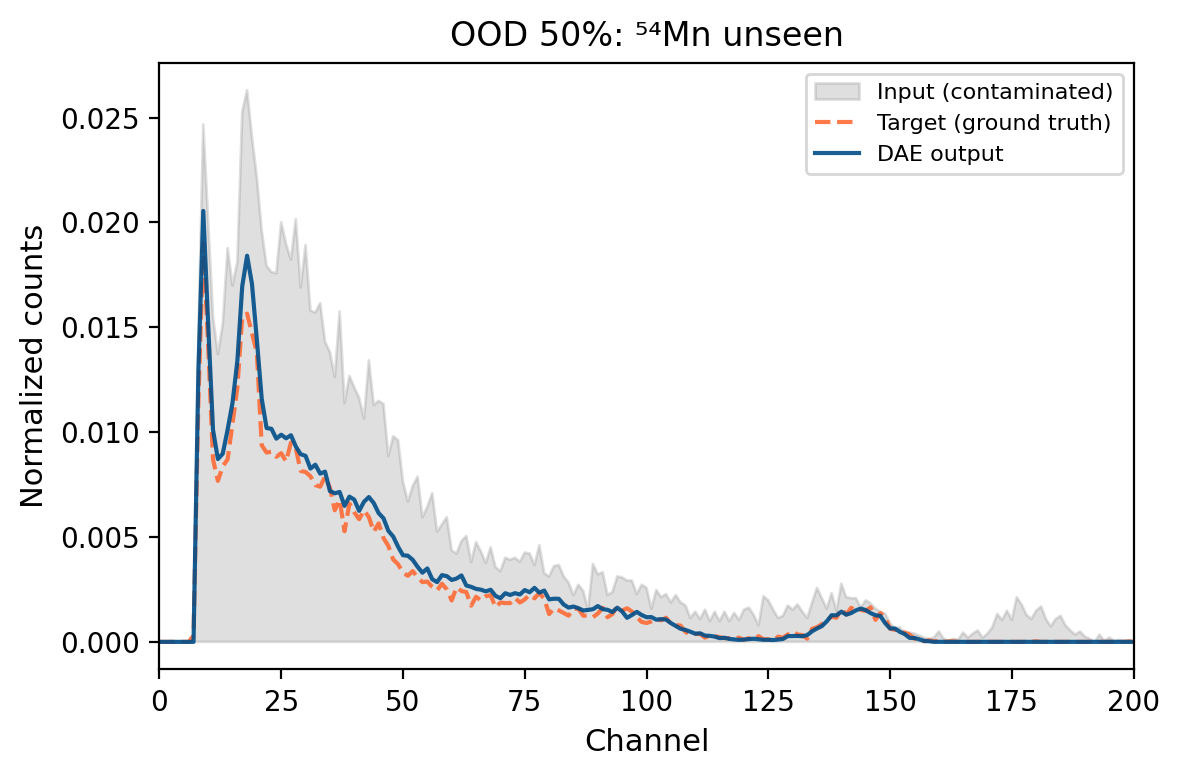 OOD 50%: ⁵⁴Mn unseen
Input (contaminated)
Target (ground truth)
DAE output
Normalized counts
0.025
0.020
0.015
0.010
0.005
0.000
0 25 50 75 100 125 150 175 200
Channel